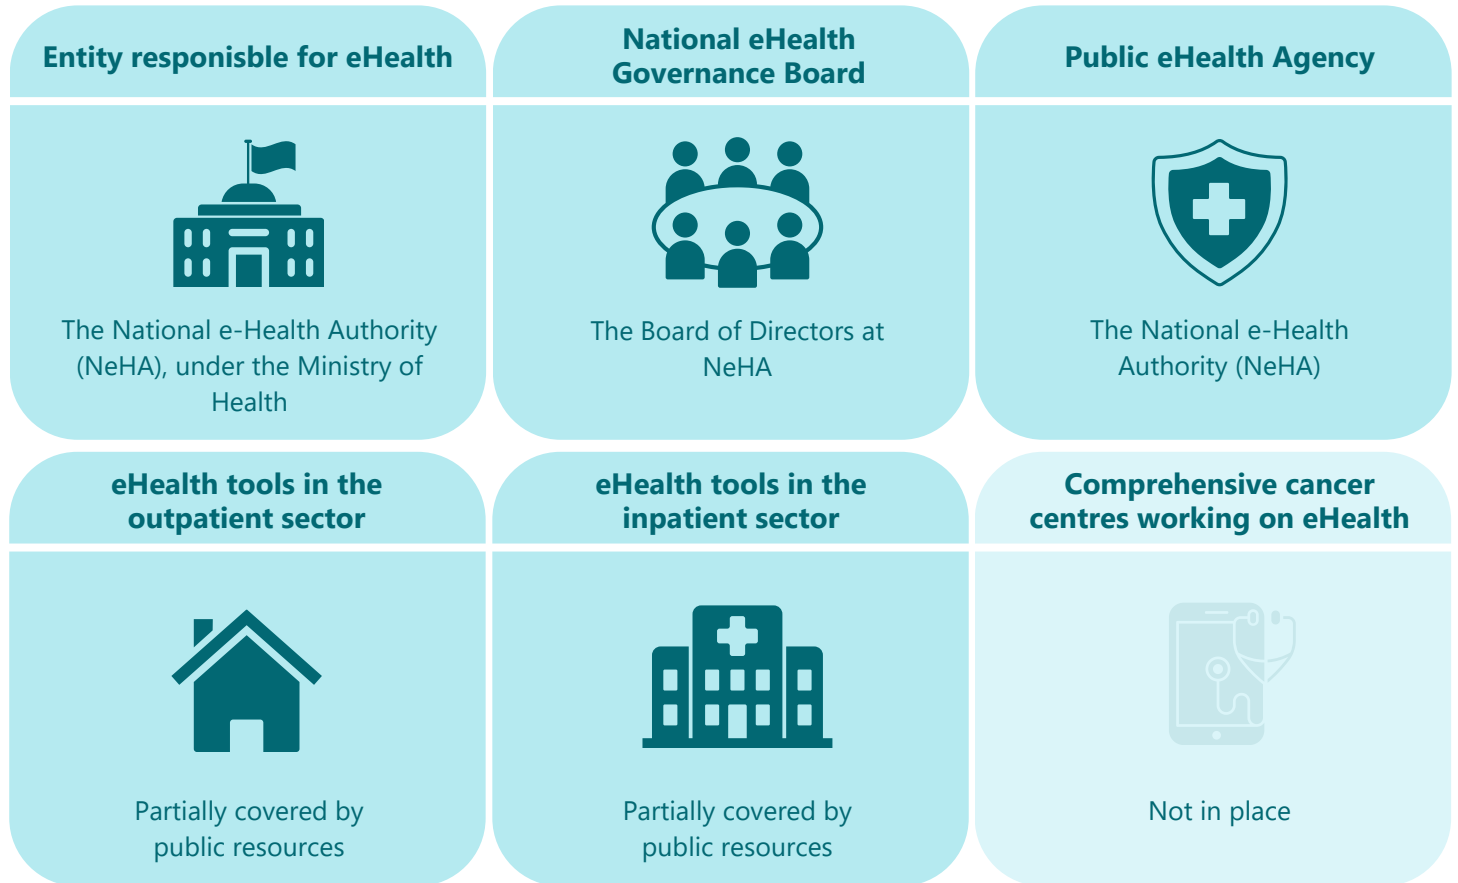 Entity responisble for eHealth
National eHealth
Governance Board
Public eHealth Agency
The National e-Health Authority
(NeHA), under the Ministry of
Health
The Board of Directors at
NeHA
The National e-Health
Authority (NeHA)
eHealth tools in the
outpatient sector
eHealth tools in the
inpatient sector
Comprehensive cancer
centres working on eHealth
Partially covered by
public resources
Partially covered by
public resources
Not in place